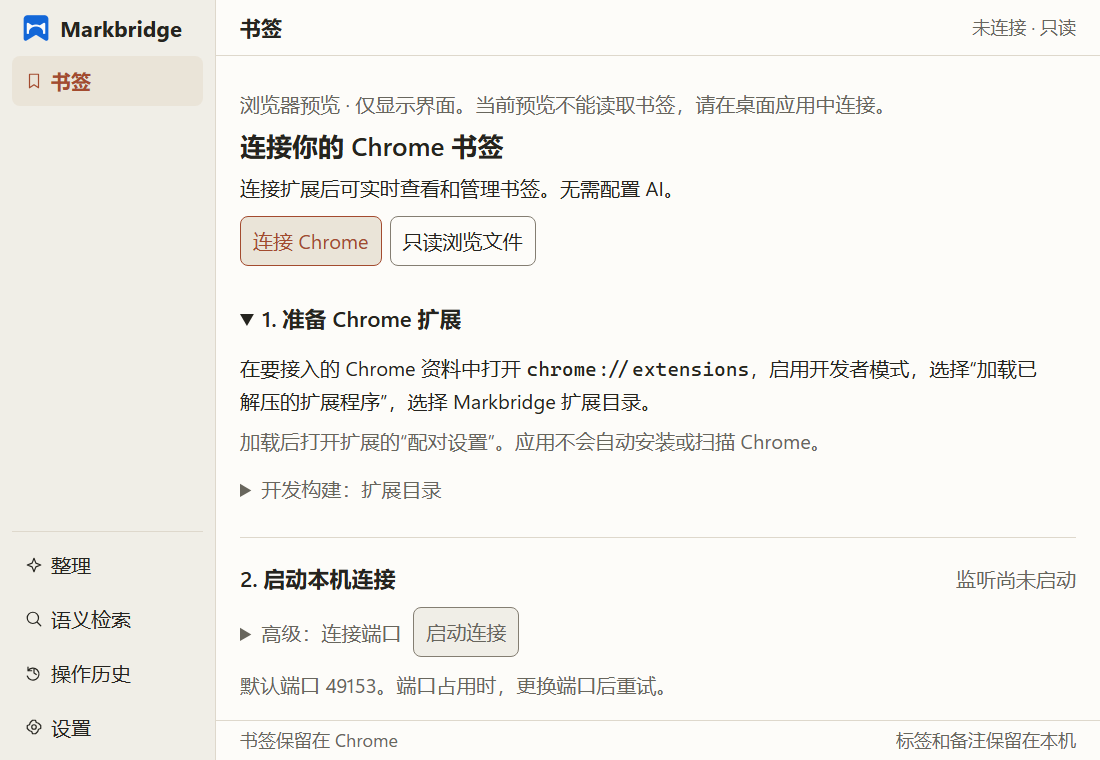 Markbridge
书签
整理
语义检索
操作历史
设置
书签
未连接 · 只读
浏览器预览 · 仅显示界面。当前预览不能读取书签，请在桌面应用中连接。
连接你的 Chrome 书签
连接扩展后可实时查看和管理书签。无需配置 AI。
连接 Chrome
只读浏览文件
▼ 1. 准备 Chrome 扩展
在要接入的 Chrome 资料中打开 chrome://extensions，启用开发者模式，选择“加载已
解压的扩展程序”，选择 Markbridge 扩展目录。
加载后打开扩展的“配对设置”。应用不会自动安装或扫描 Chrome。
▶ 开发构建：扩展目录
2. 启动本机连接
监听尚未启动
▶ 高级：连接端口
启动连接
默认端口 49153。端口占用时，更换端口后重试。
书签保留在 Chrome
标签和备注保留在本机